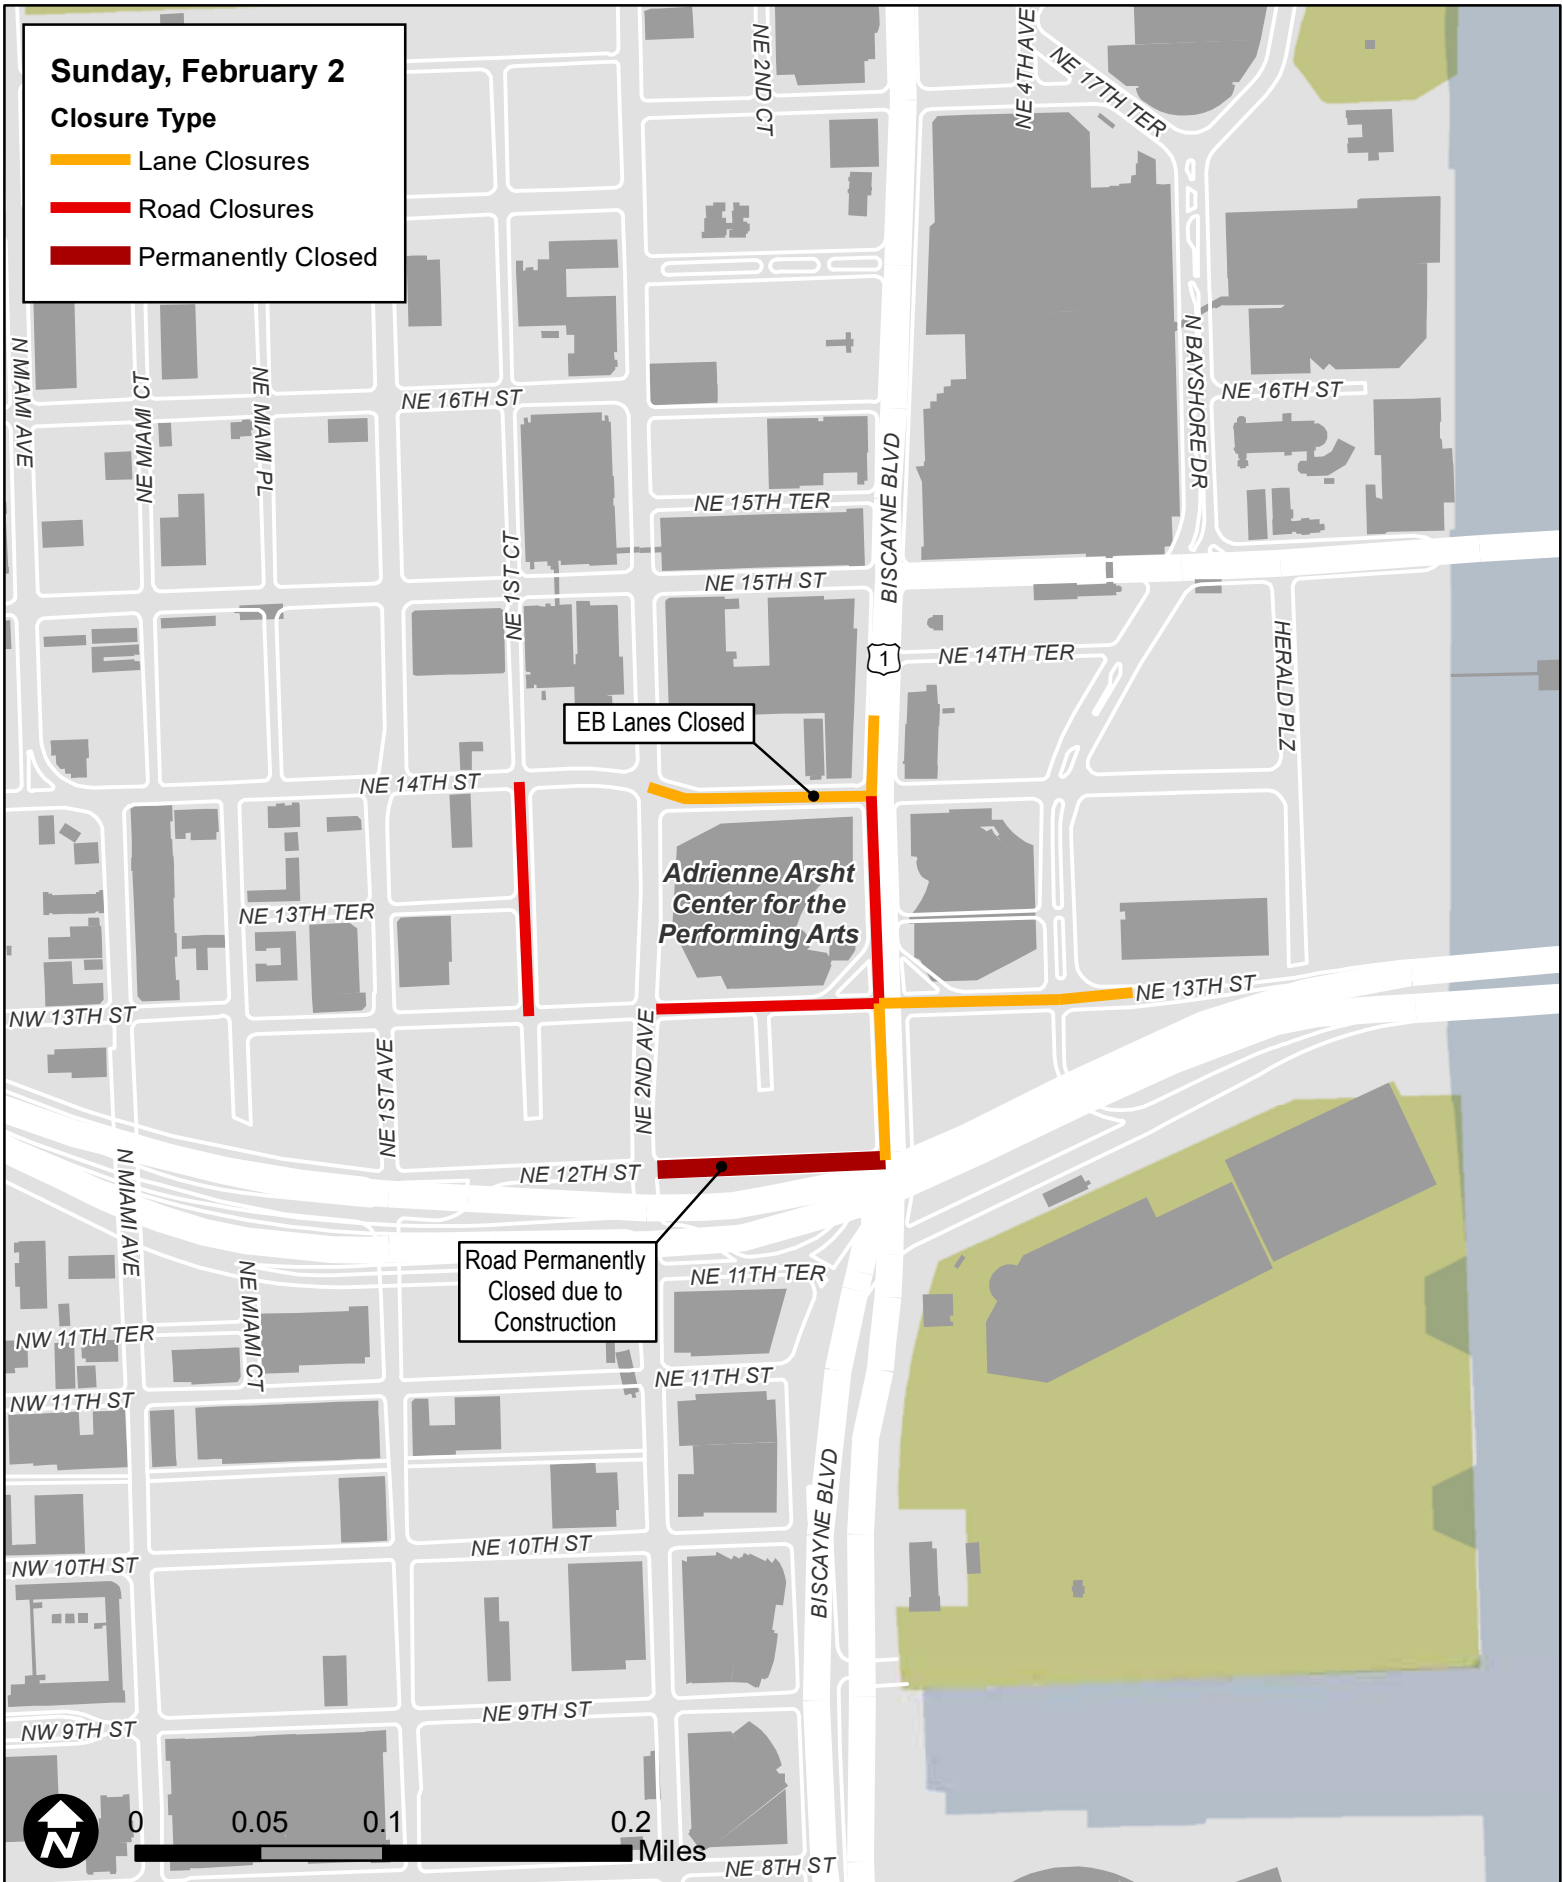 Sunday, February 2
Closure Type
Lane Closures
Road Closures
Permanently Closed
NE 2ND CT
NE 4TH AVE
NE 17TH TER
N MIAMI AVE
NE MIAMI CT
NE MIAMI PL
NE 16TH ST
N BAYSHORE DR
NE 16TH ST
BISCAYNE BLVD
NE 15TH TER
NE 1ST CT
NE 15TH ST
1
NE 14TH TER
HERALD PLZ
EB Lanes Closed
NE 14TH ST
Adrienne Arsht
Center for the
Performing Arts
NE 13TH TER
NE 13TH ST
NW 13TH ST
NE 1ST AVE
NE 2ND AVE
NE 12TH ST
N MIAMI AVE
Road Permanently
Closed due to
Construction
NE 11TH TER
NE MIAMI CT
NW 11TH TER
NE 11TH ST
NW 11TH ST
BISCAYNE BLVD
NE 10TH ST
NW 10TH ST
NE 9TH ST
NW 9TH ST
N
0 0.05 0.1 0.2
Miles
NE 8TH ST